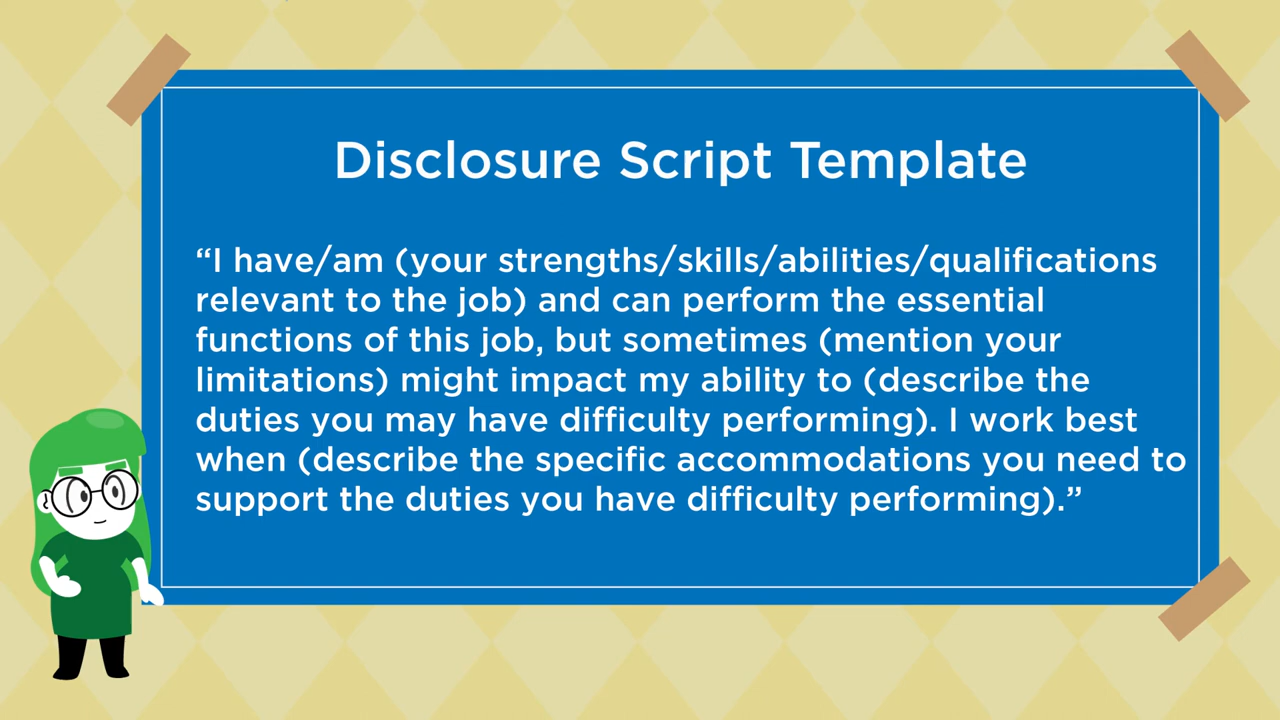 Disclosure Script Template
“I have/am (your strengths/skills/abilities/qualifications
relevant to the job) and can perform the essential
functions of this job, but sometimes (mention your
limitations) might impact my ability to (describe the
duties you may have difficulty performing). I work best
when (describe the specific accommodations you need to
support the duties you have difficulty performing).”